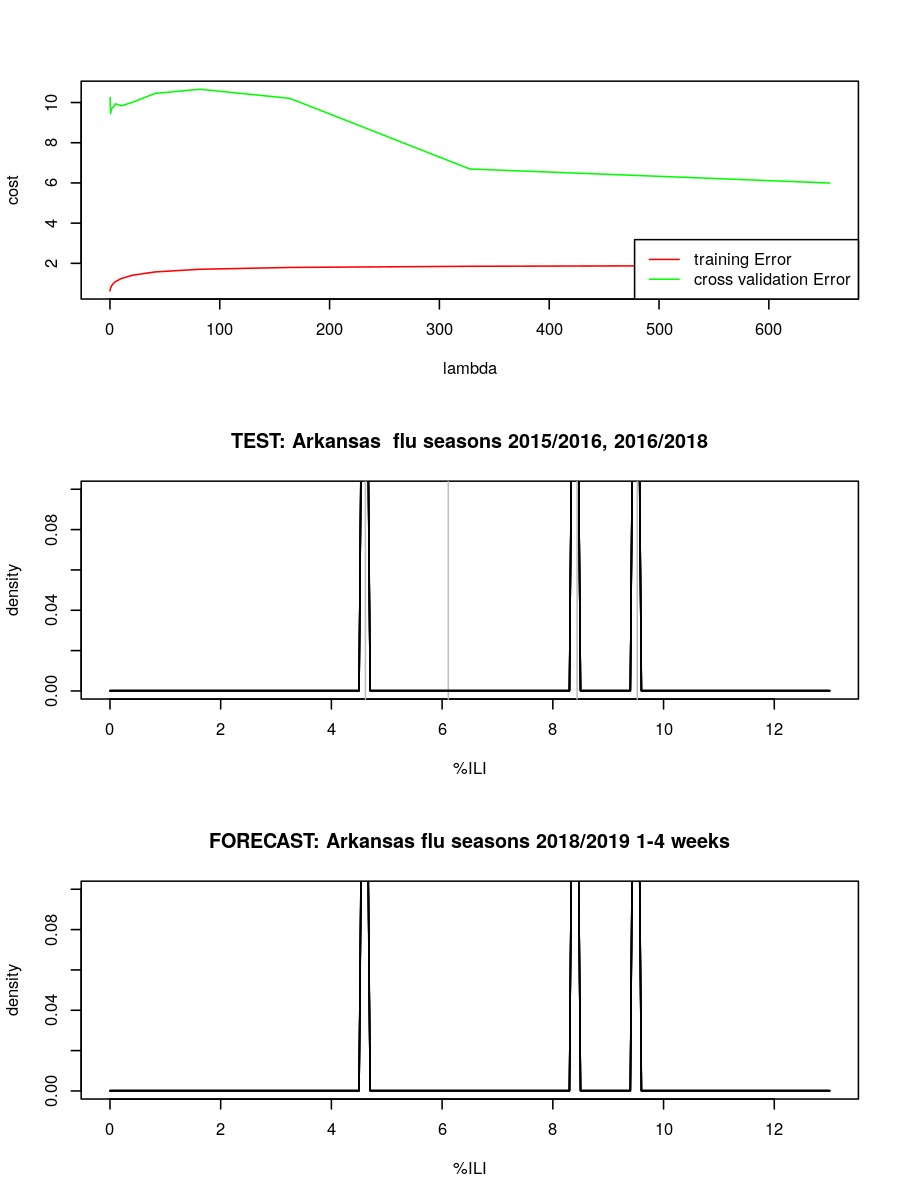 cost
10
8
6
4
2
training Error
cross validation Error
0 100 200 300 400 500 600
lambda
TEST: Arkansas  flu seasons 2015/2016, 2016/2018
density
0.08
0.04
0.00
0 2 4 6 8 10 12
%ILI
FORECAST: Arkansas flu seasons 2018/2019 1-4 weeks
density
0.08
0.04
0.00
0 2 4 6 8 10 12
%ILI